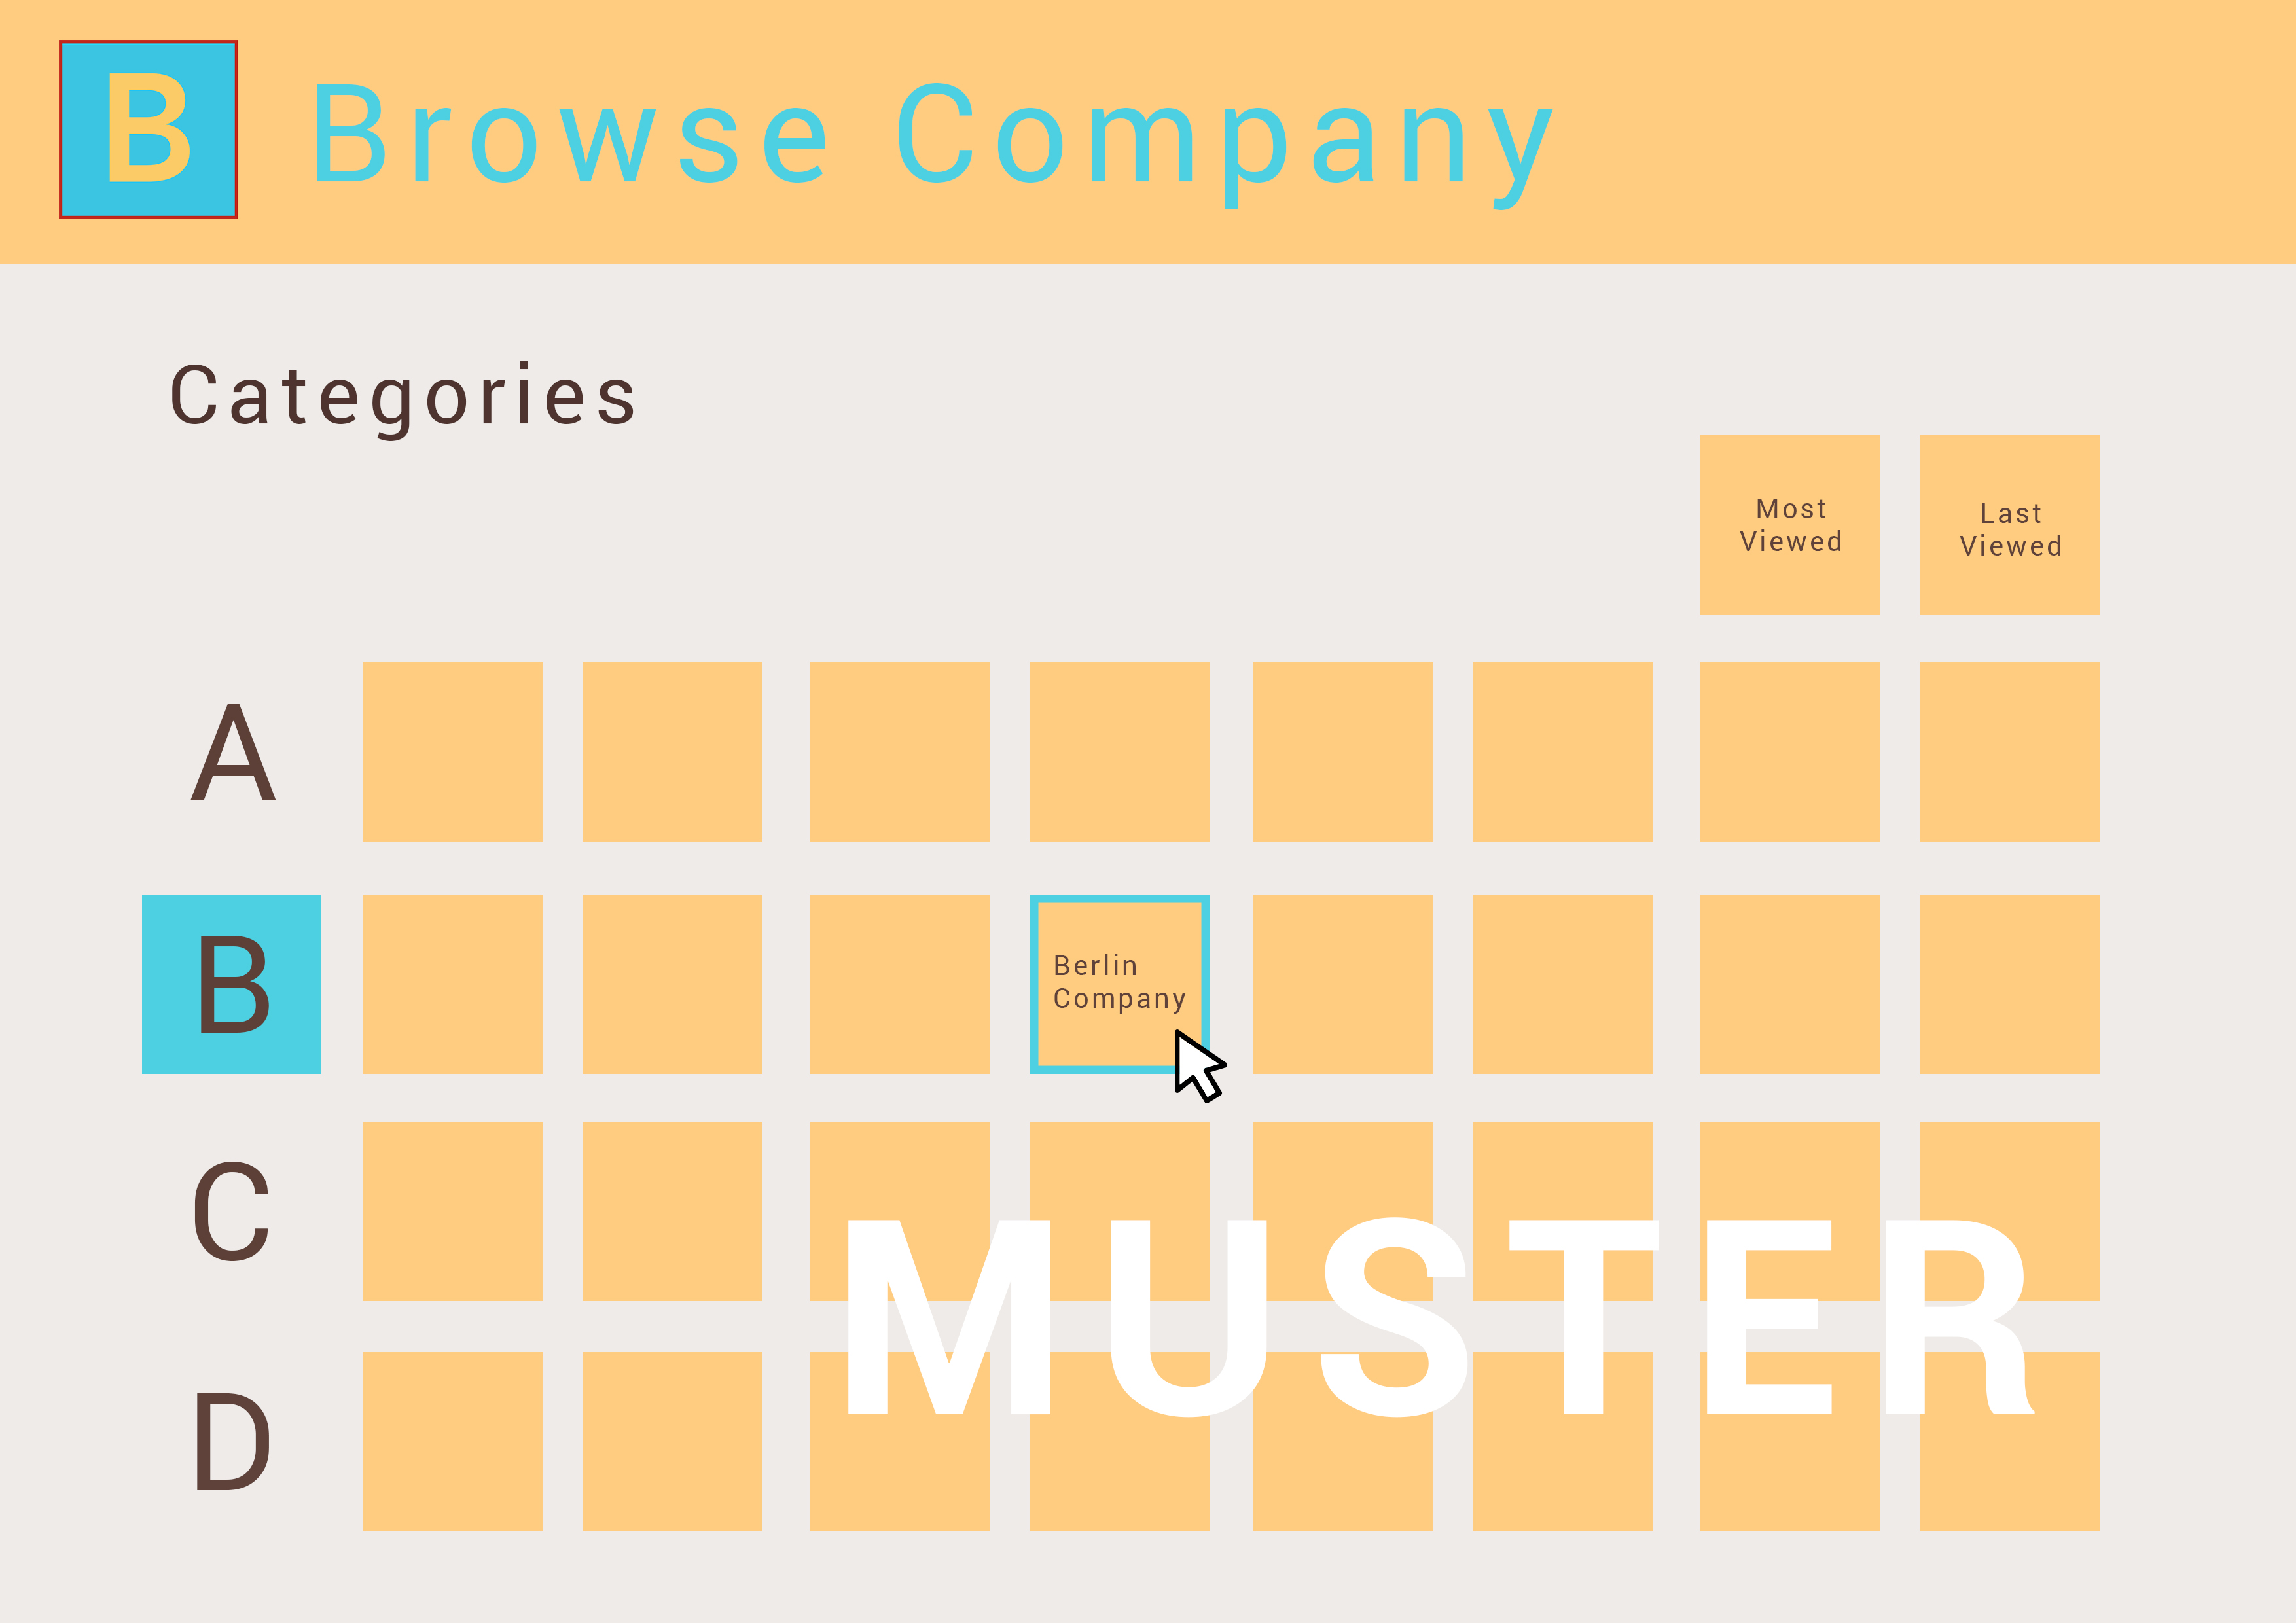 B
Browse Company
Categories
Most
Viewed
Last
Viewed
A
B
Berlin
Company
C
MUSTER
D